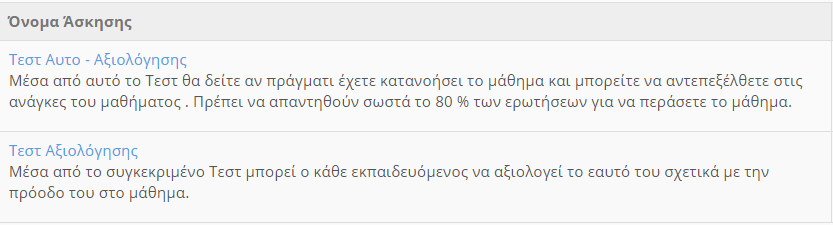 Όνομα Άσκησης
Τεστ Αυτο - Αξιολόγησης
Μέσα από αυτό το Τεστ θα δείτε αν πράγματι έχετε κατανοήσει το μάθημα και μπορείτε να αντεπεξέλθετε στις
ανάγκες του μαθήματος . Πρέπει να απαντηθούν σωστά το 80 % των ερωτήσεων για να περάσετε το μάθημα.
Τεστ Αξιολόγησης
Μέσα από το συγκεκριμένο Τεστ μπορεί ο κάθε εκπαιδευόμενος να αξιολογεί το εαυτό του σχετικά με την
πρόοδο του στο μάθημα.